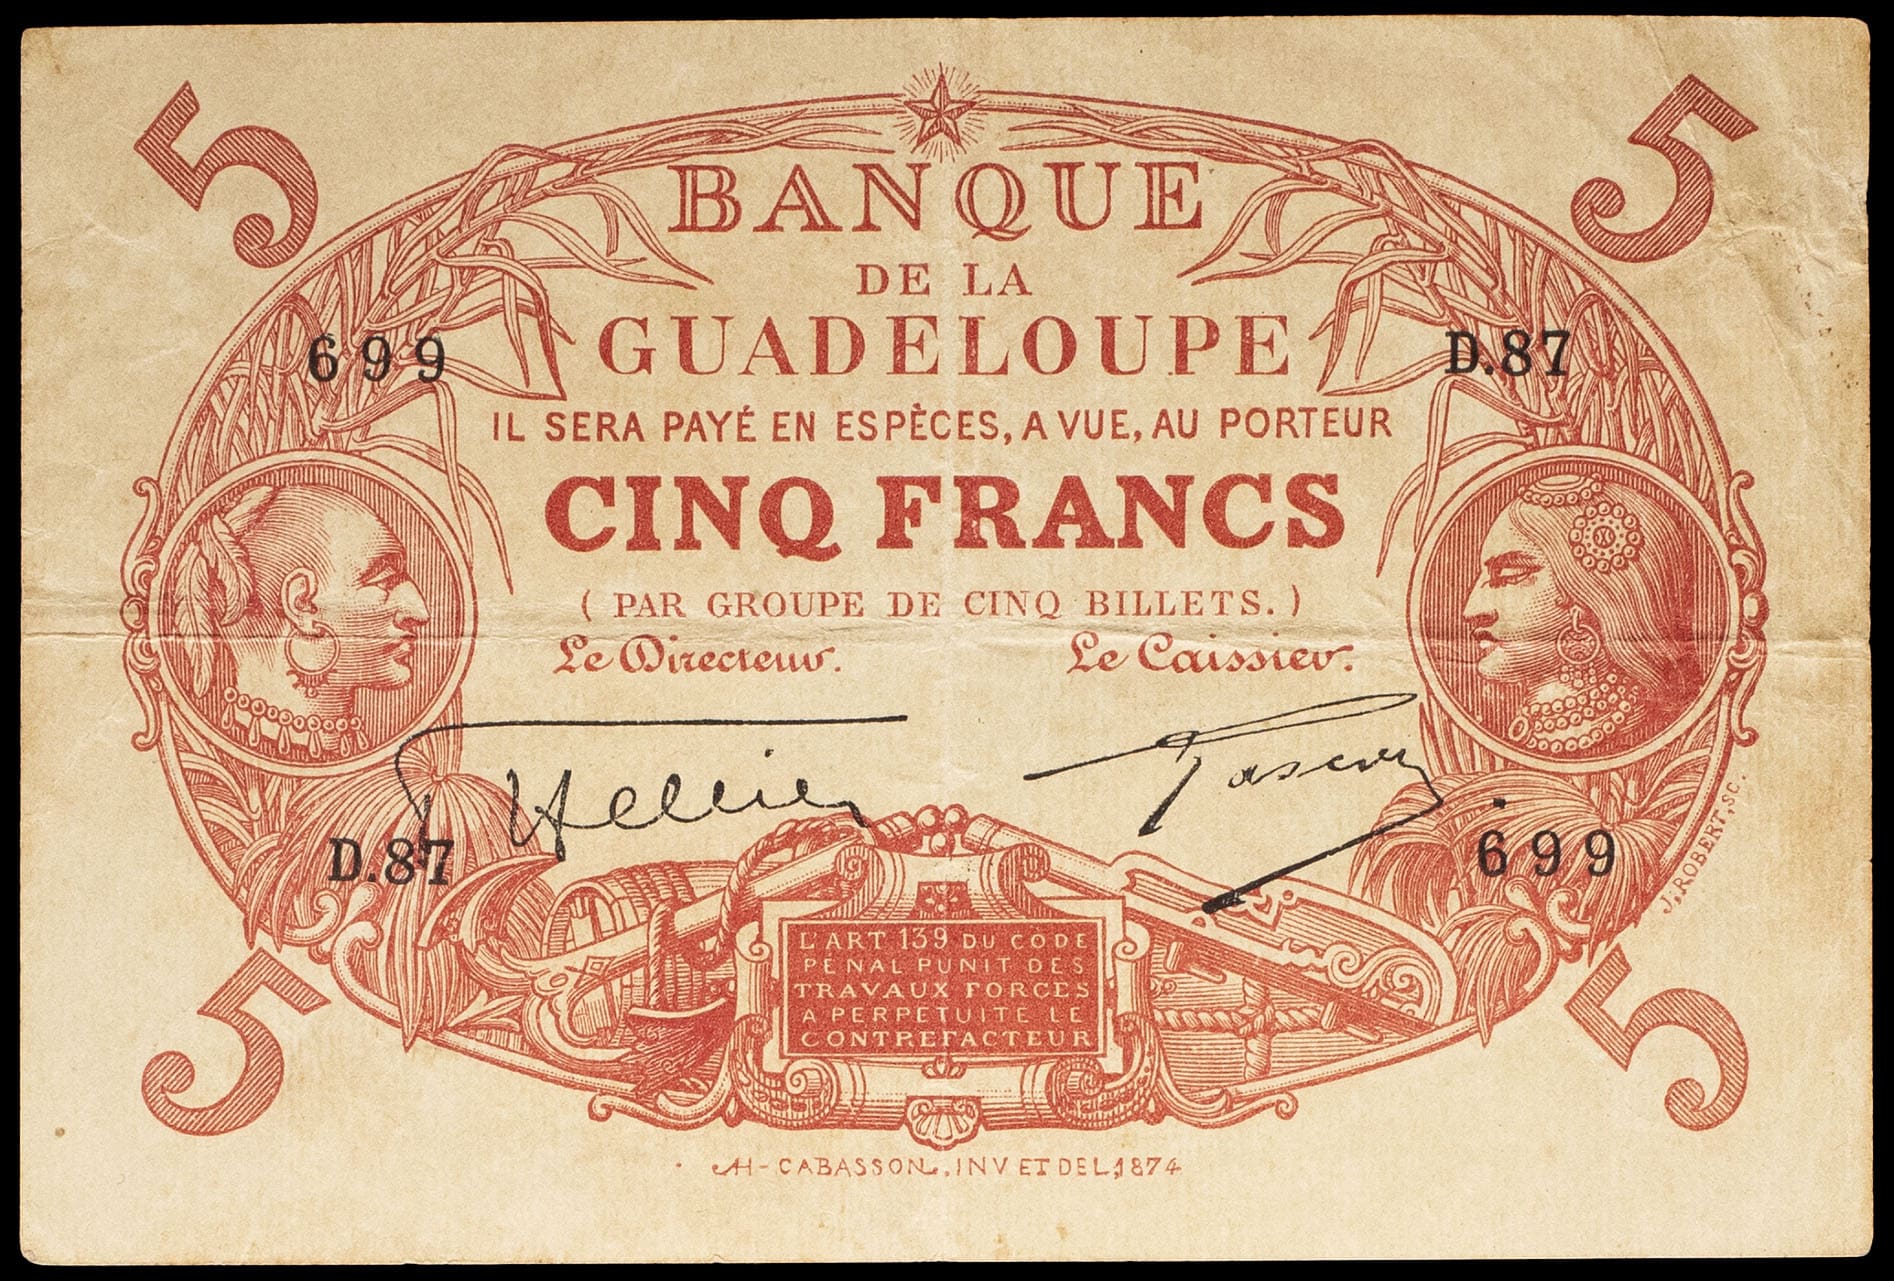 5 5
BANQUE
DE LA
GUADELOUPE
699 D.87
IL SERA PAYÉ EN ESPÈCES, A VUE, AU PORTEUR
CINQ FRANCS
(PAR GROUPE DE CINQ BILLETS.)
Le Directeur. Le Caissier.
D.87 699
J. ROBERT, SC.
L'ART 139 DU CODE
PENAL PUNIT DES
TRAVAUX FORCES
A PERPETUITE LE
CONTREFACTEUR
5 5
H-CABASSON, INV ET DEL, 1874